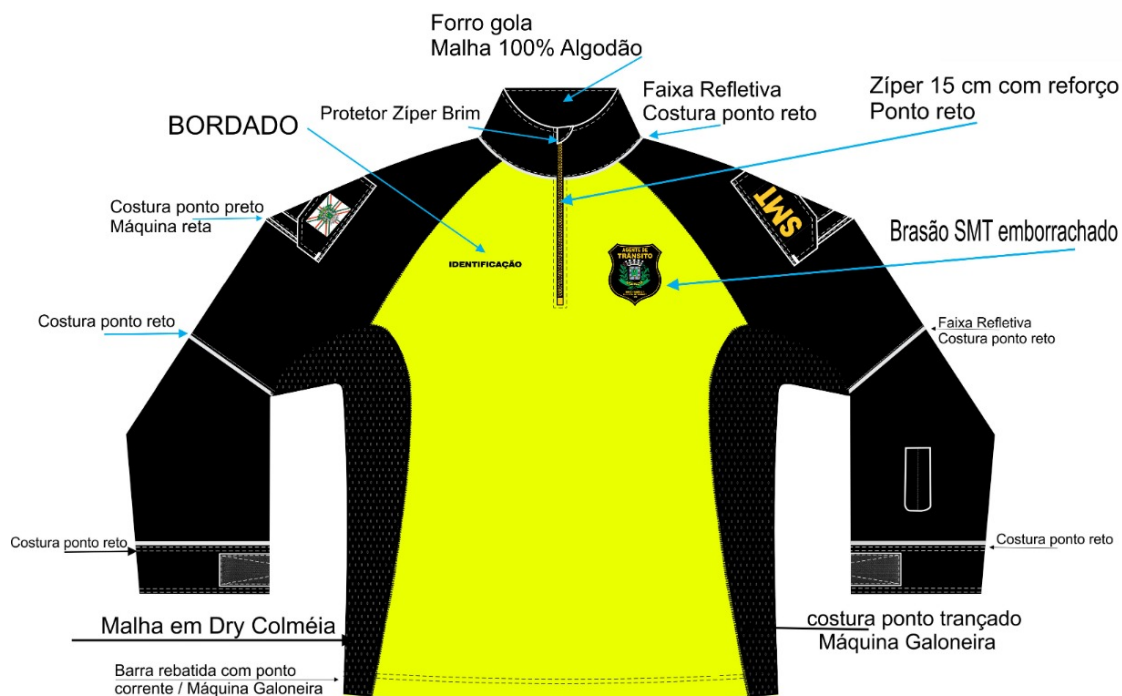 Forro gola
Malha 100% Algodão
Faixa Refletiva
Costura ponto reto
Zíper 15 cm com reforço
Ponto reto
Protetor Zíper Brim
BORDADO
Costura ponto preto
Máquina reta
SMT
Brasão SMT emborrachado
IDENTIFICAÇÃO
AGENTE DE
TRÂNSITO
Costura ponto reto
Faixa Refletiva
Costura ponto reto
Costura ponto reto
Costura ponto reto
Malha em Dry Colméia
costura ponto trançado
Máquina Galoneira
Barra rebatida com ponto
corrente / Máquina Galoneira